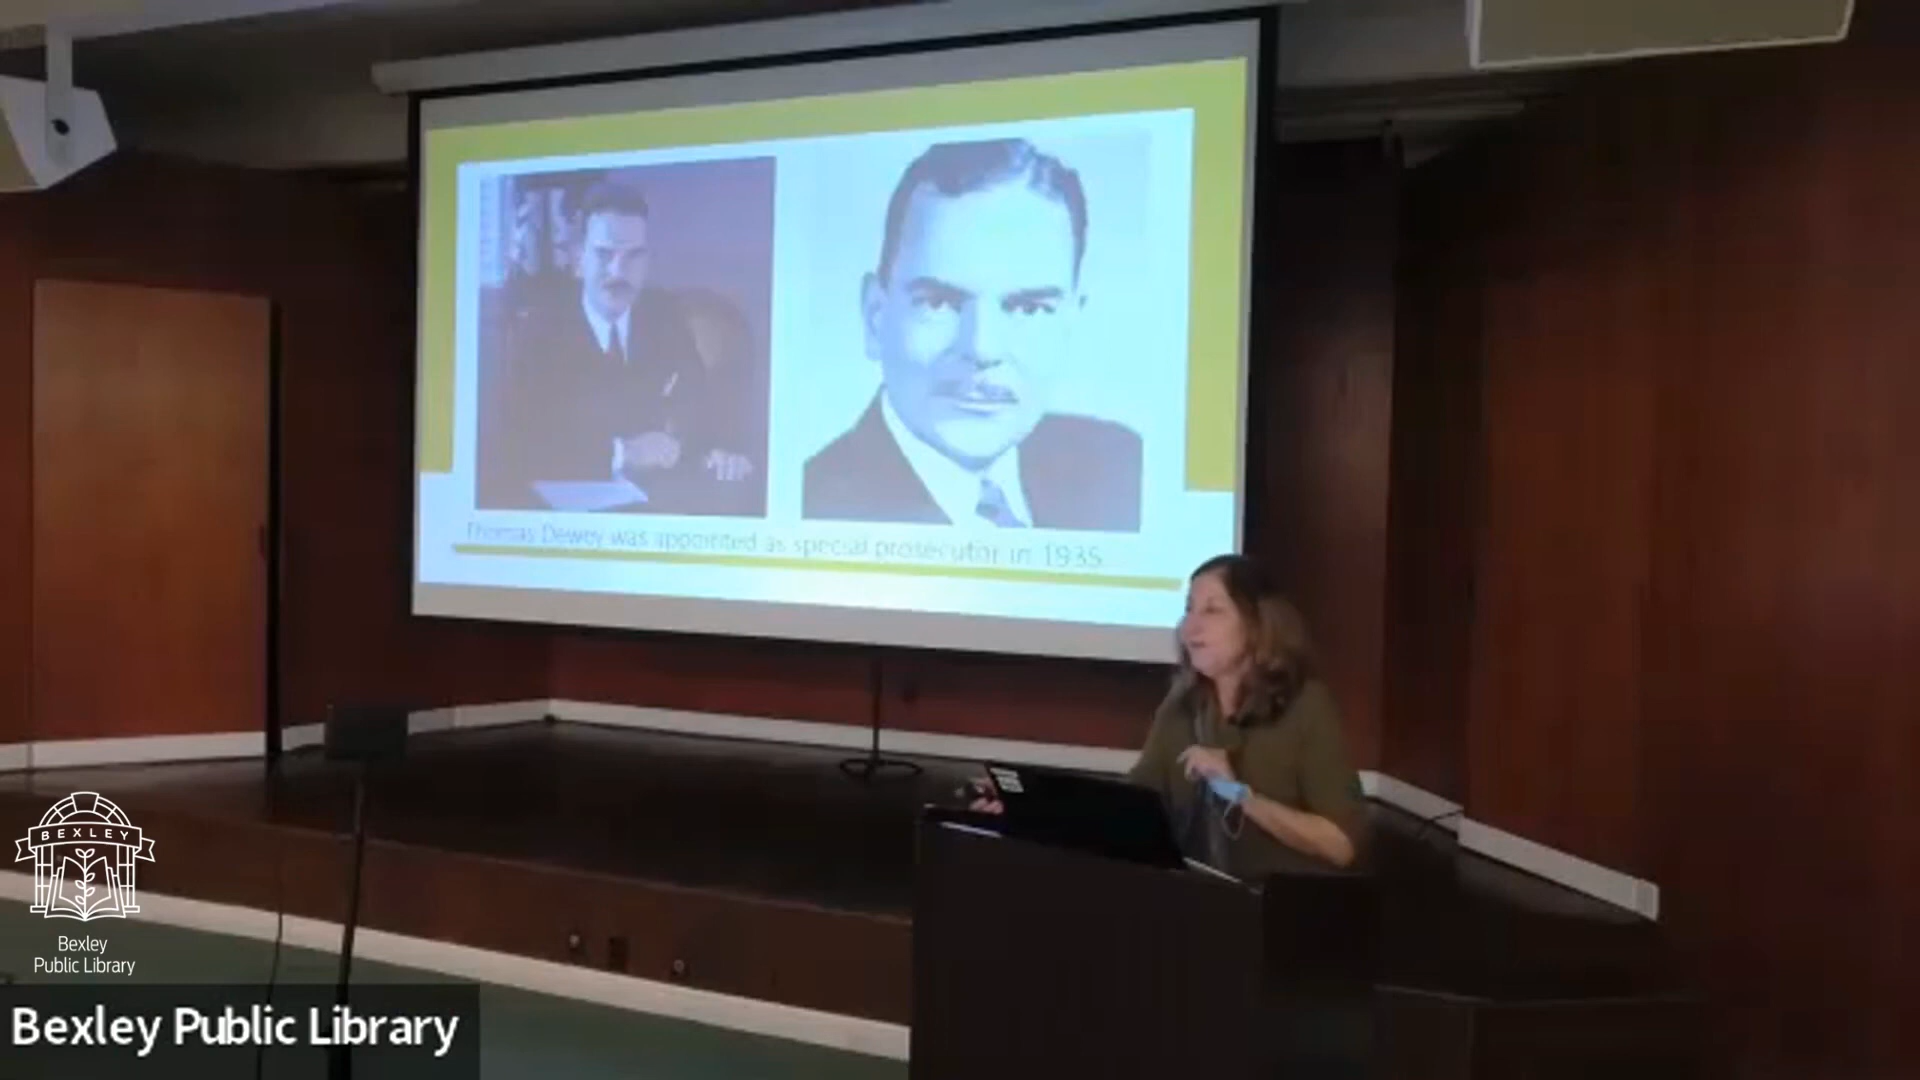 Thomas Dewey was appointed as special prosecutor in 1935
BEXLEY
Bexley
Public Library
Bexley Public Library